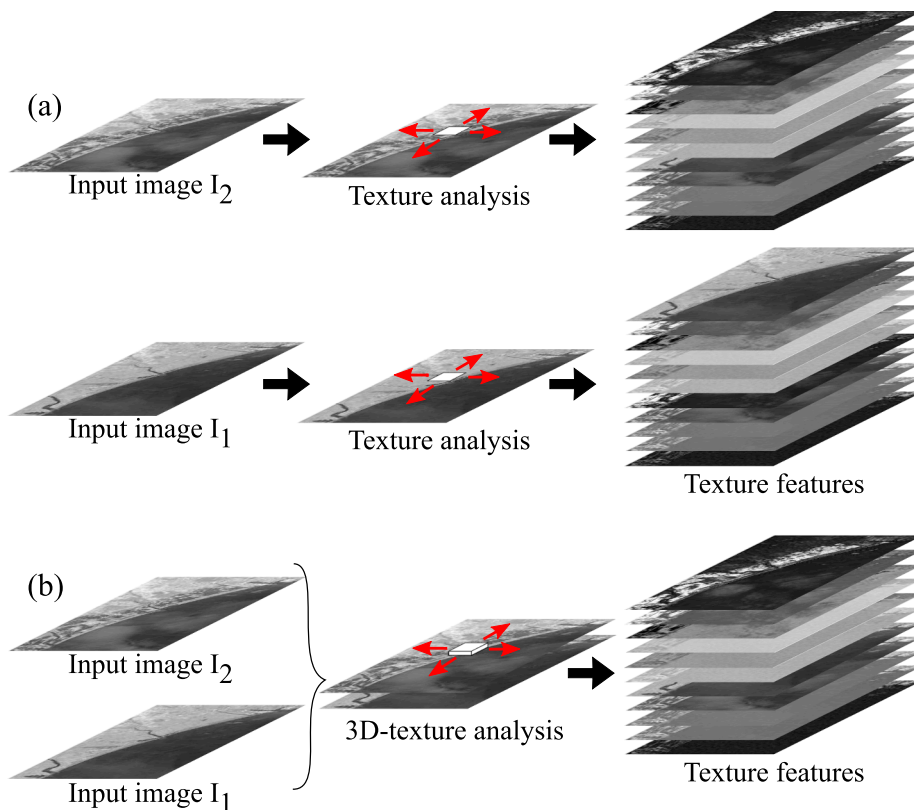 (a)
Input image I₂
Texture analysis
Input image I₁
Texture analysis
Texture features
(b)
Input image I₂
3D-texture analysis
Input image I₁
Texture features